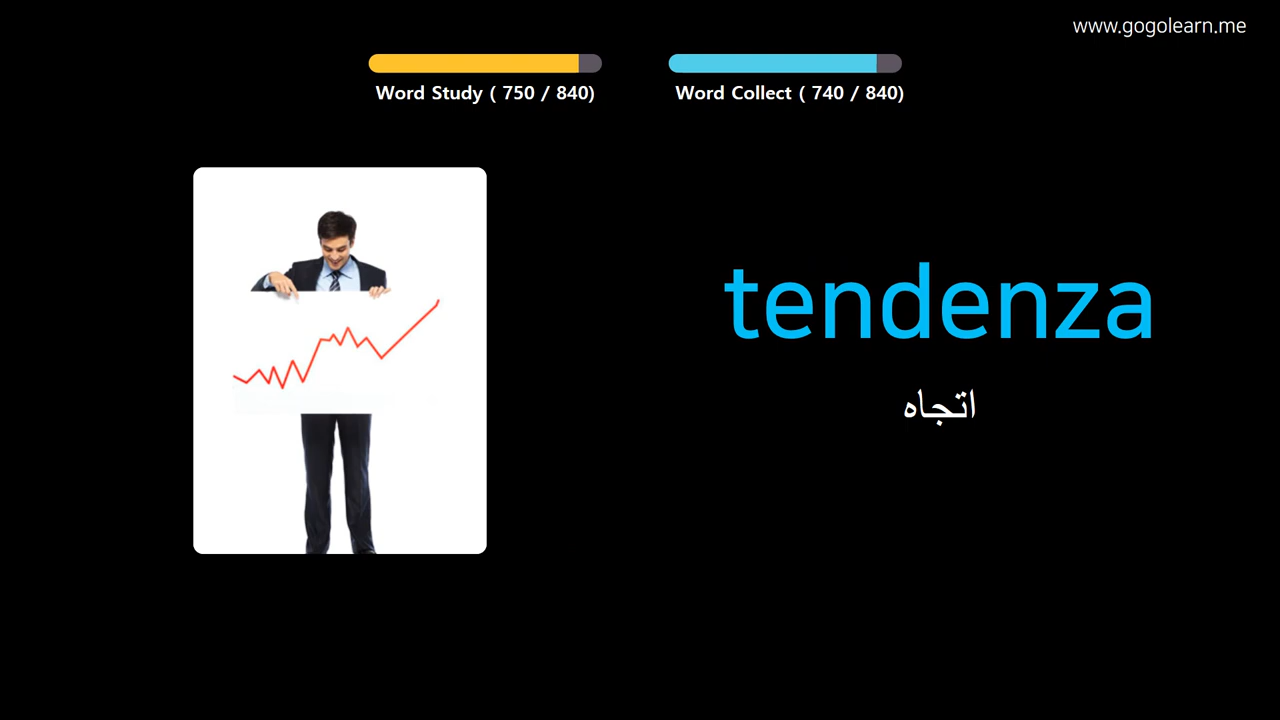 www.gogolearn.me
Word Study ( 750 / 840)
Word Collect ( 740 / 840)
tendenza
اتجاه